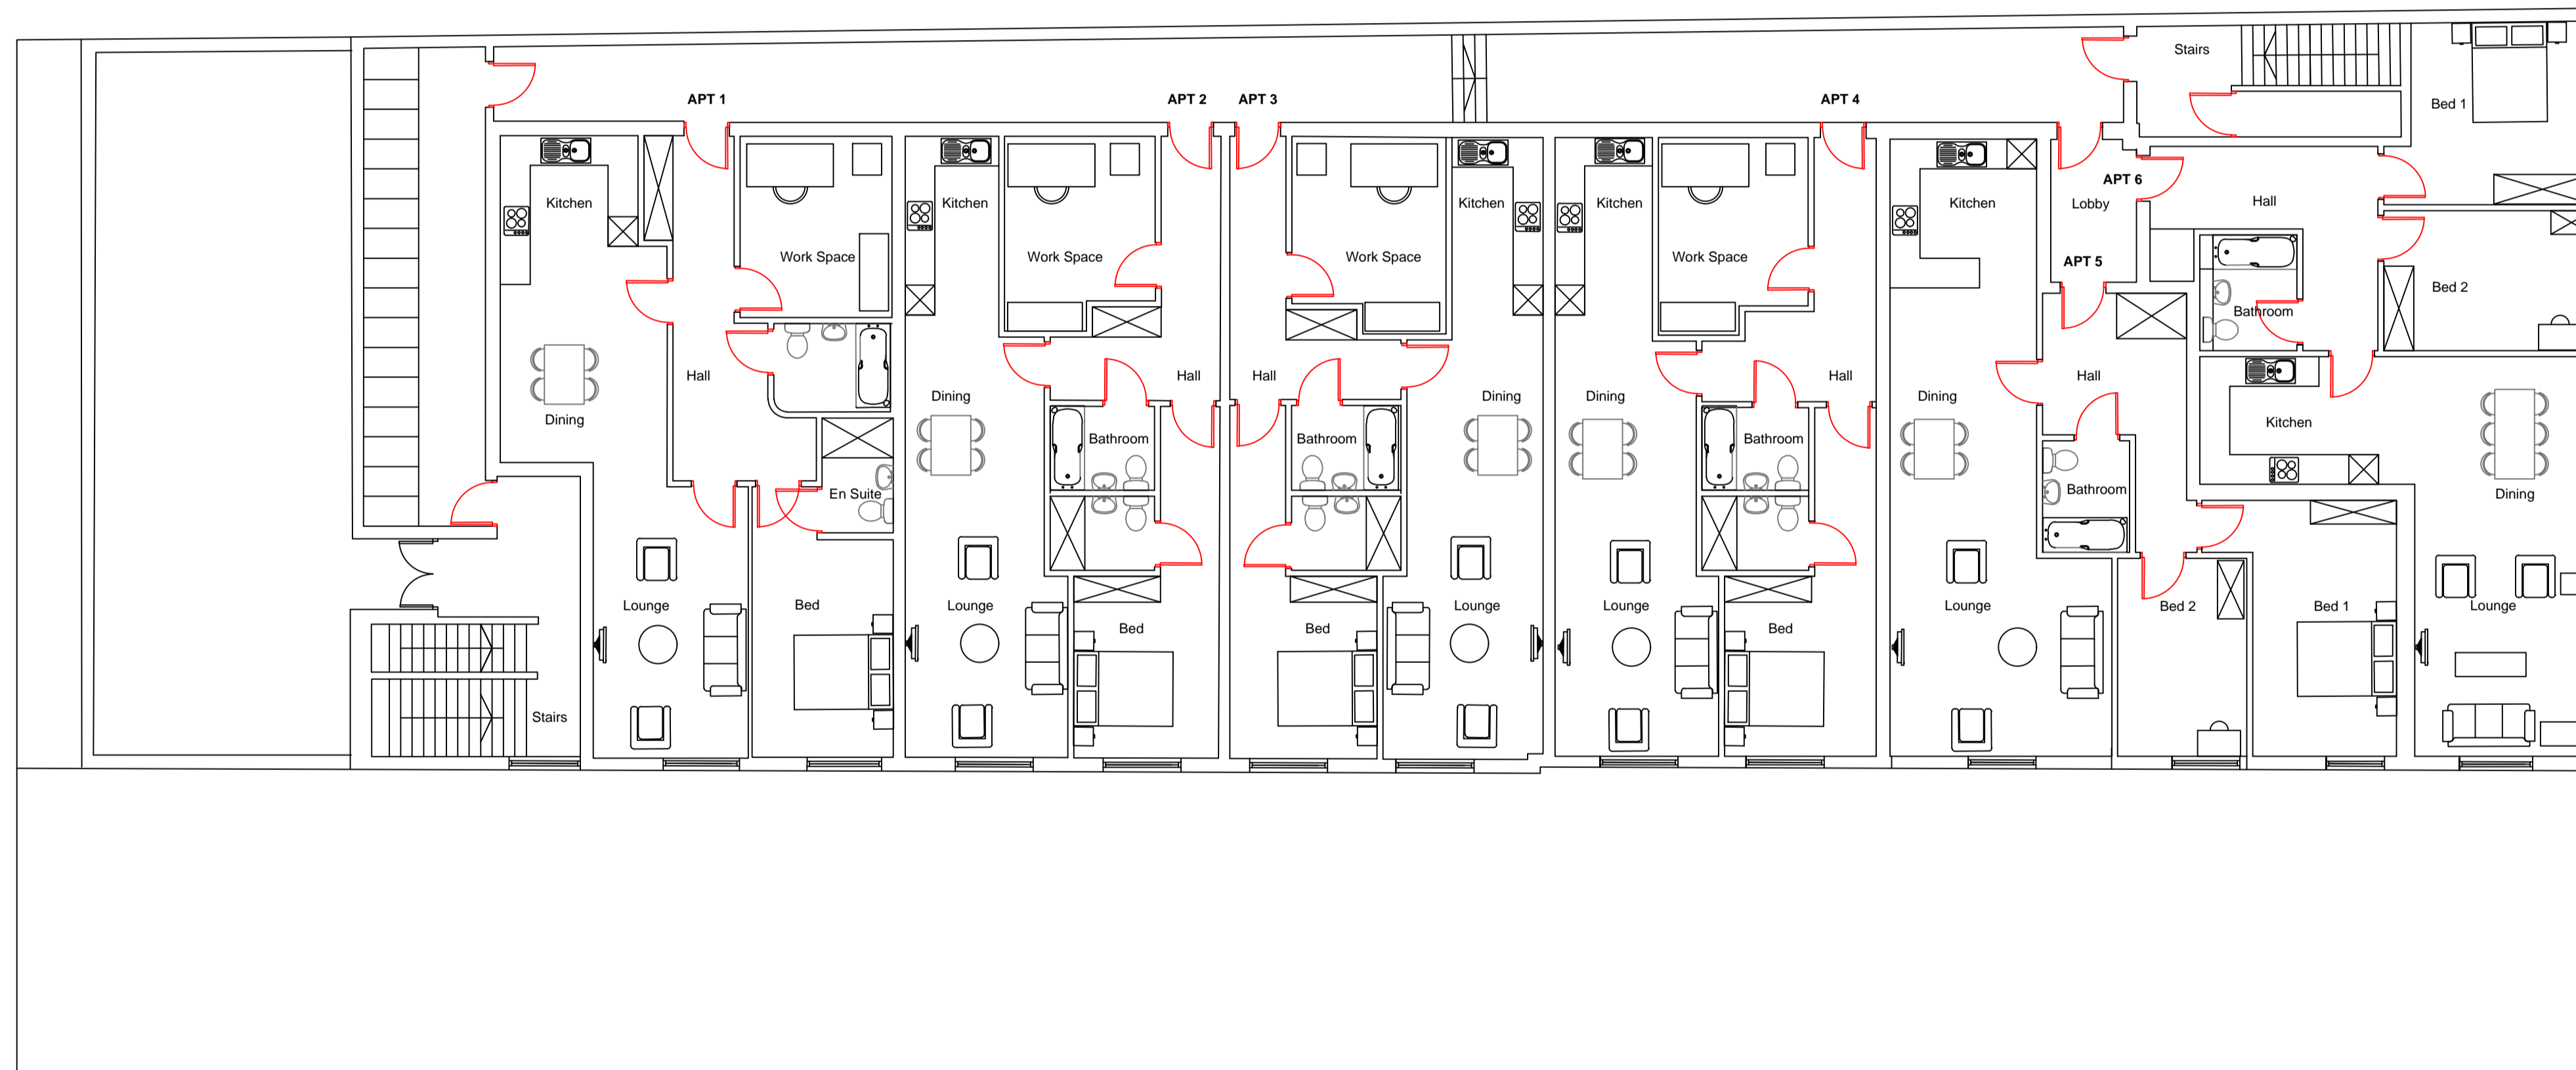 Stairs
APT 1
APT 2
APT 3
APT 4
Bed 1
APT 6
Kitchen
Kitchen
Kitchen
Kitchen
Kitchen
Lobby
Hall
Work Space
Work Space
Work Space
Work Space
APT 5
Bed 2
Bathroom
Hall
Hall
Hall
Hall
Hall
Dining
Dining
Dining
Dining
Dining
Kitchen
Bathroom
Bathroom
Bathroom
Bathroom
En Suite
Dining
Lounge
Bed
Lounge
Bed
Bed
Lounge
Lounge
Bed
Lounge
Bed 2
Bed 1
Lounge
Stairs